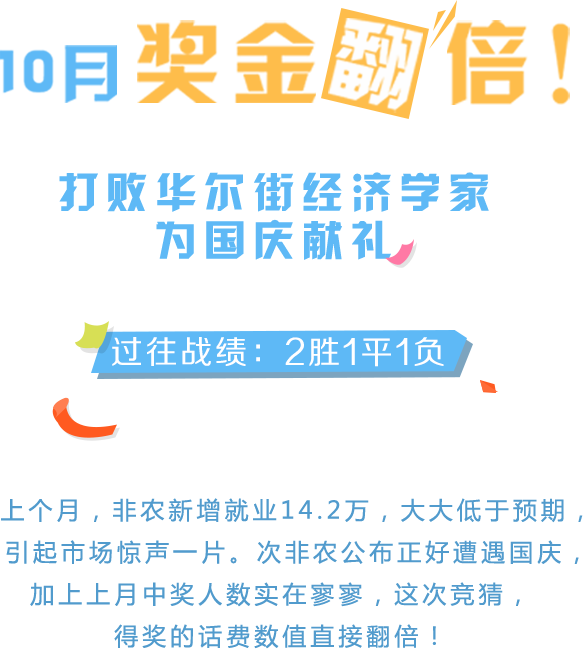 10月奖金翻倍！
打败华尔街经济学家
为国庆献礼
过往战绩：2胜1平1负
上个月，非农新增就业14.2万，大大低于预期，
引起市场惊声一片。次非农公布正好遭遇国庆，
加上上月中奖人数实在寥寥，这次竞猜，
得奖的话费数值直接翻倍！